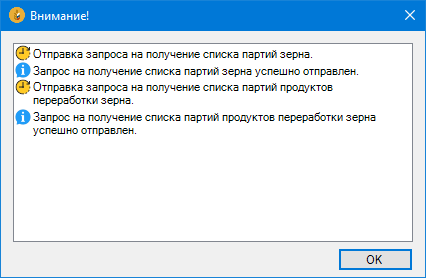 Внимание!
Отправка запроса на получение списка партий зерна.
Запрос на получение списка партий зерна успешно отправлен.
Отправка запроса на получение списка партий продуктов
переработки зерна.
Запрос на получение списка партий продуктов переработки зерна
успешно отправлен.
OK